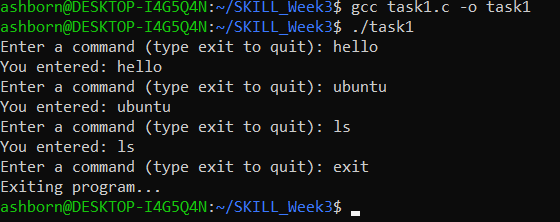 ashborn@DESKTOP-I4G5Q4N:~/SKILL_Week3$ gcc task1.c -o task1
ashborn@DESKTOP-I4G5Q4N:~/SKILL_Week3$ ./task1
Enter a command (type exit to quit): hello
You entered: hello
Enter a command (type exit to quit): ubuntu
You entered: ubuntu
Enter a command (type exit to quit): ls
You entered: ls
Enter a command (type exit to quit): exit
Exiting program...
ashborn@DESKTOP-I4G5Q4N:~/SKILL_Week3$